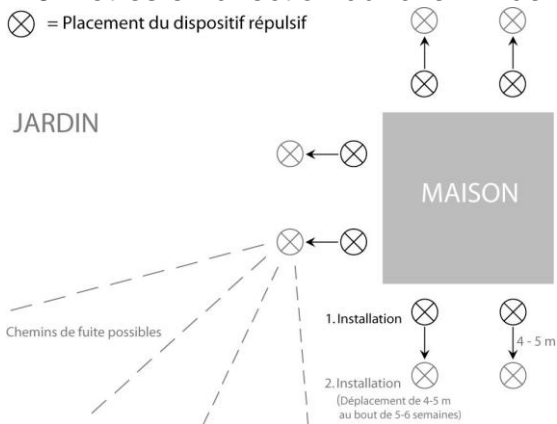 = Placement du dispositif répulsif
JARDIN
MAISON
Chemins de fuite possibles
1. Installation
4 - 5 m
2. Installation
(Déplacement de 4-5 m
au bout de 5-6 semaines)